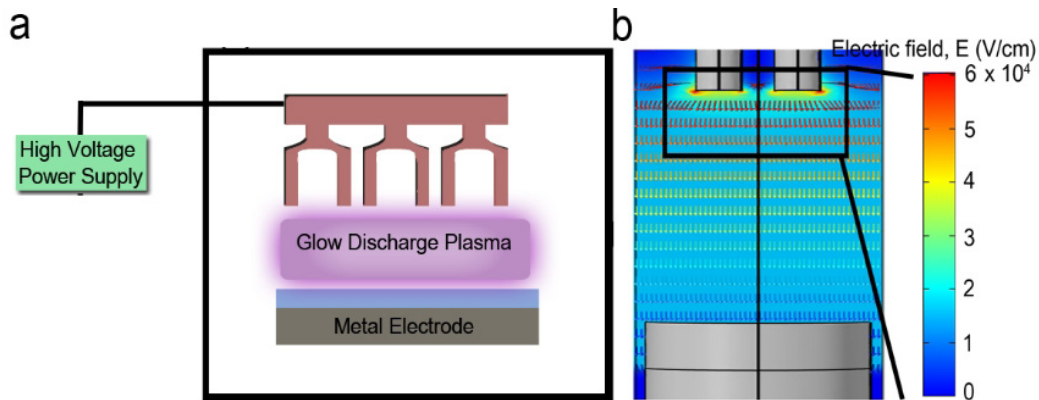 a
High Voltage
Power Supply
Glow Discharge Plasma
Metal Electrode
b
Electric field, E (V/cm)
6 x 10⁴
5
4
3
2
1
0